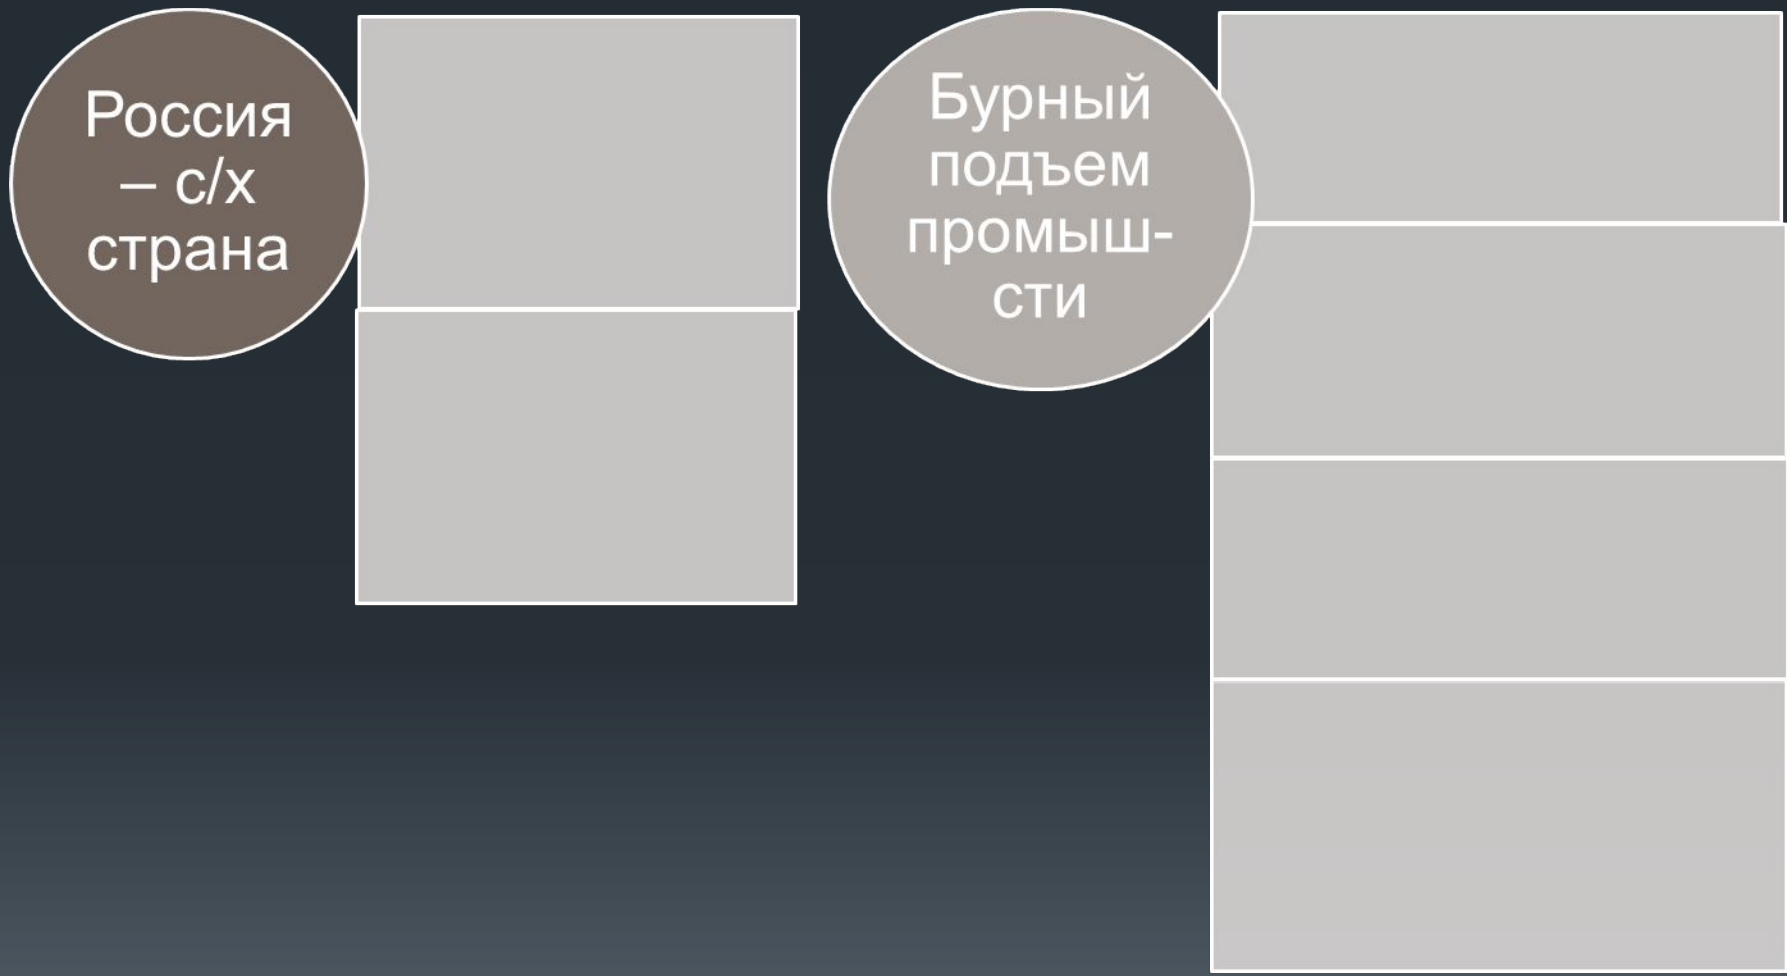 Россия
– с/х
страна
Бурный
подъем
промыш-
сти